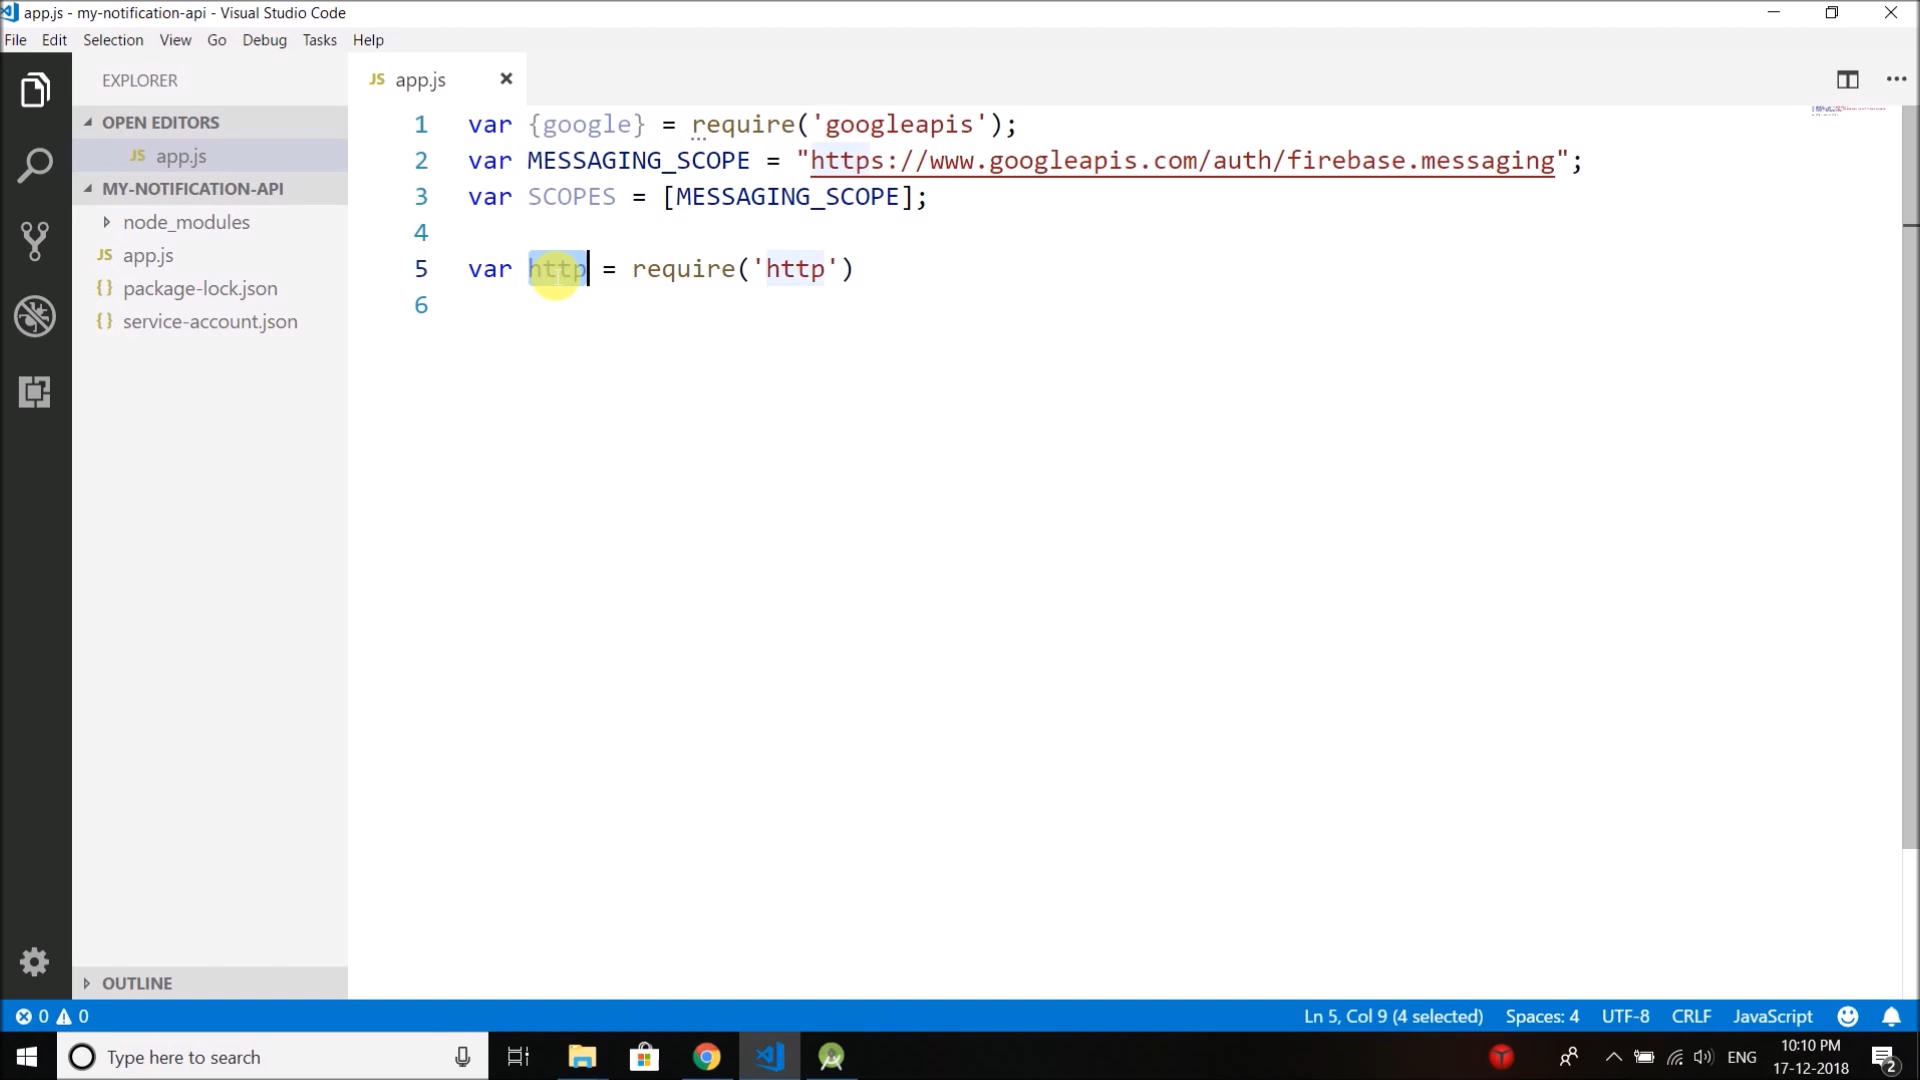 app.js - my-notification-api - Visual Studio Code
File Edit Selection View Go Debug Tasks Help
EXPLORER
JS app.js
OPEN EDITORS
JS app.js
MY-NOTIFICATION-API
node_modules
JS app.js
{} package-lock.json
{} service-account.json
OUTLINE
1 var {google} = require('googleapis');
2 var MESSAGING_SCOPE = "https://www.googleapis.com/auth/firebase.messaging";
3 var SCOPES = [MESSAGING_SCOPE];
4
5 var http = require('http')
6
0 0
Ln 5, Col 9 (4 selected) Spaces: 4 UTF-8 CRLF JavaScript
Type here to search
ENG
10:10 PM
17-12-2018
2